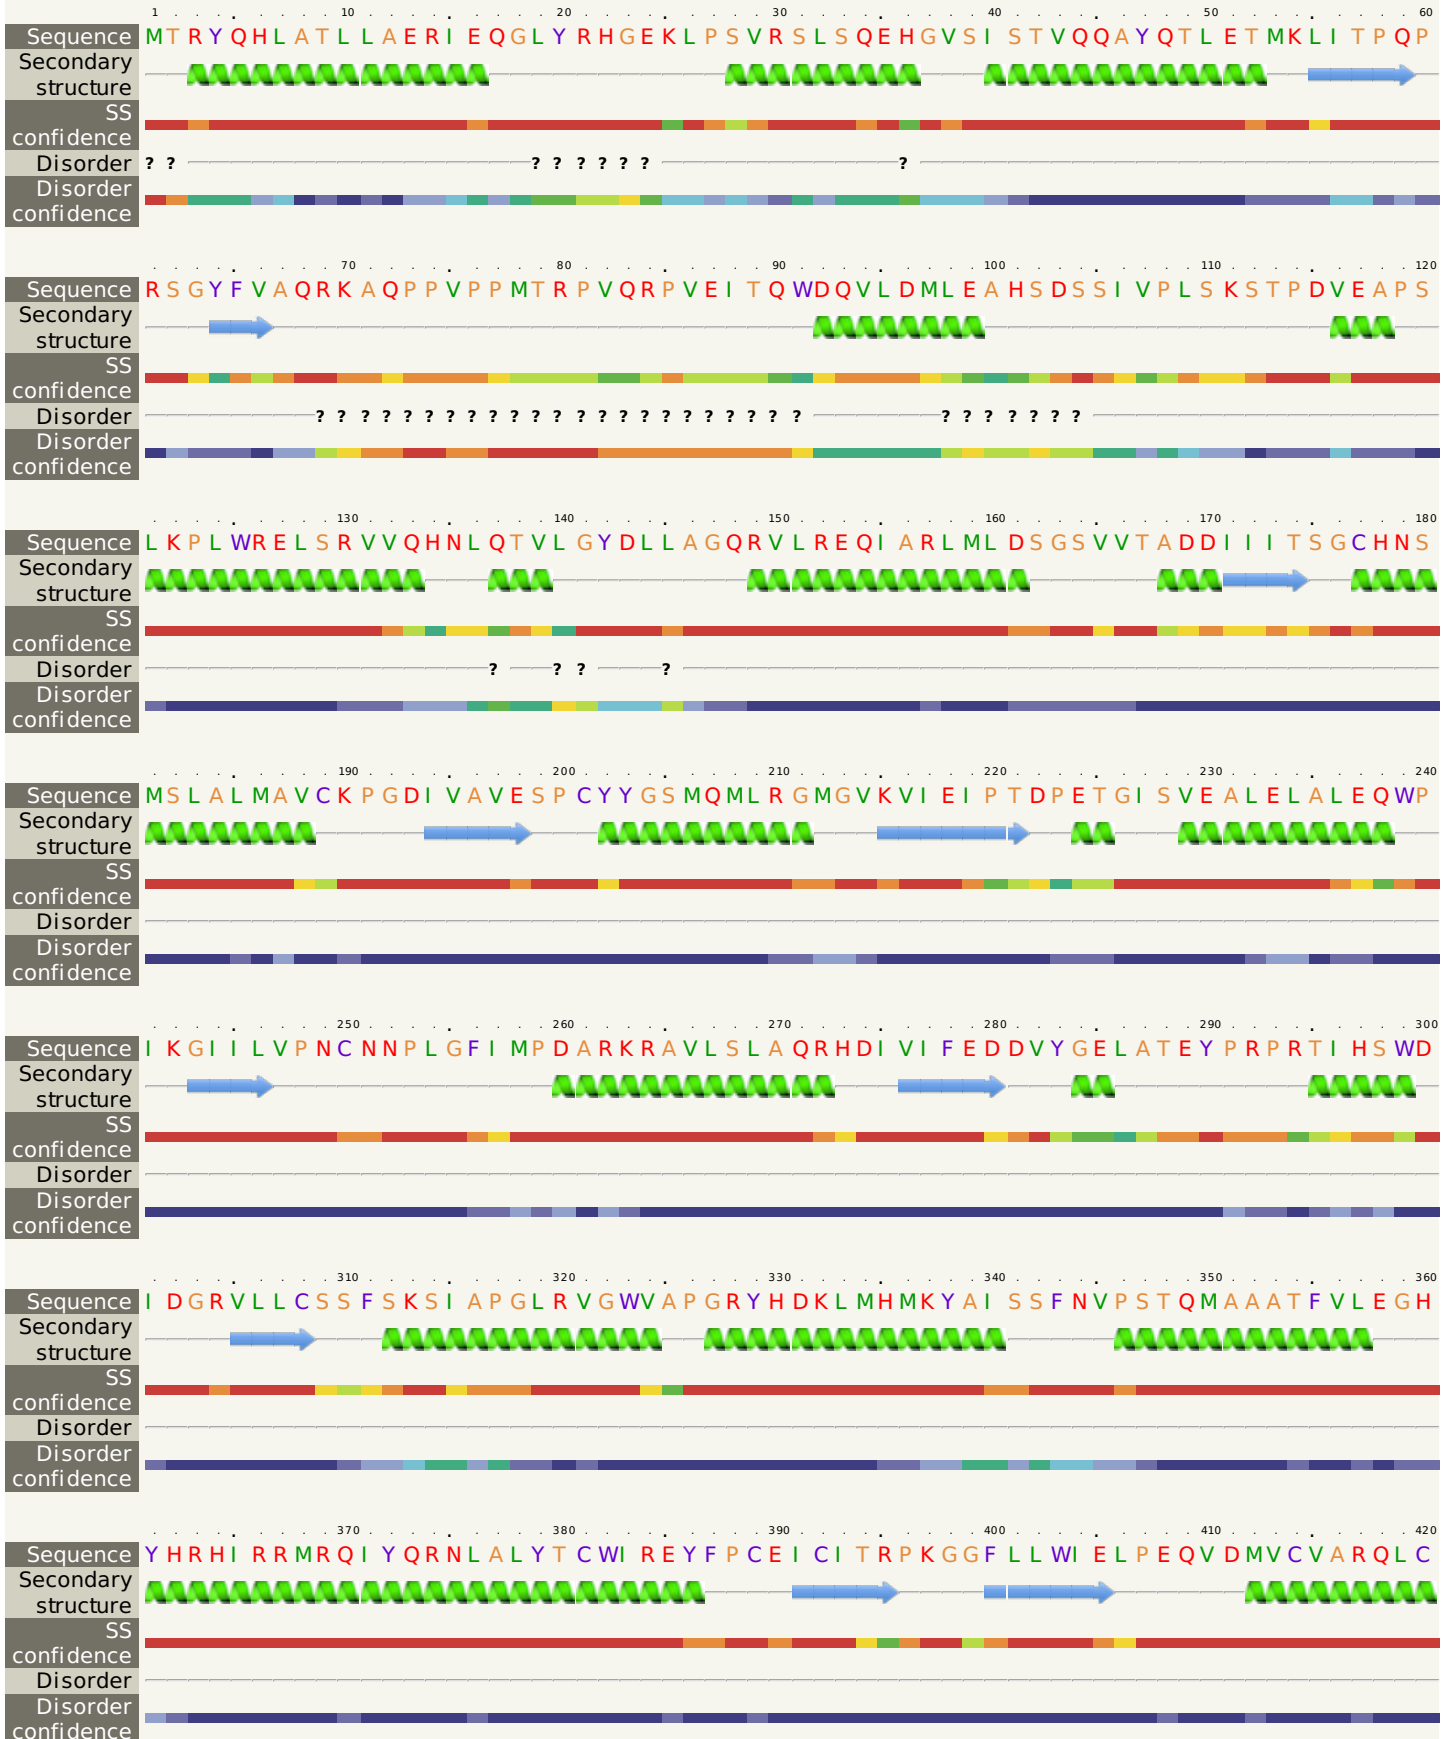 1 10 20 30 40 50 60
Sequence MTRYQHLATLLAERIEQGLYRHGEKLPSVRSLSQEHGVSISTVQQAYQTLETMKLITPQP
Secondary
structure
SS
confidence
Disorder ? ? ? ? ? ? ? ? ?
Disorder
confidence
70 80 90 100 110 120
Sequence RSGYFVAQRKAQPPVPPMTRPVQRPVEITQWDQVLDMLEAHSDSSIVPLSKSTPDVEAPS
Secondary
structure
SS
confidence
Disorder ? ? ? ? ? ? ? ? ? ? ? ? ? ? ? ? ? ? ? ? ? ? ? ? ? ? ? ? ? ?
Disorder
confidence
130 140 150 160 170 180
Sequence LKPLWRELSRVVQHNLQTVLGYDLLAGQRVLREQIARLMLDSGSVVTADDIIITSGCHNS
Secondary
structure
SS
confidence
Disorder ? ? ? ?
Disorder
confidence
190 200 210 220 230 240
Sequence MSLALMAVCKPGDIVAVESPCYYGSMQMLRGMGVKVIEIPTDPETGISVEALELALEQWP
Secondary
structure
SS
confidence
Disorder
Disorder
confidence
250 260 270 280 290 300
Sequence IKGIILVPNCNNPLGFIMPDARKRAVLSLAQRHDIVIFEDDVYGELATEYPRPRTIHSWD
Secondary
structure
SS
confidence
Disorder
Disorder
confidence
310 320 330 340 350 360
Sequence IDGRVLLCSSFSKSIAPGLRVGWVAPGRYHDKLMHMKYAISSFNVPSTQMAAATFVLEGH
Secondary
structure
SS
confidence
Disorder
Disorder
confidence
370 380 390 400 410 420
Sequence YHRHIRRMRQIYQRNLALYTCWIREYFPCEICITRPKGGFLLWIELPEQVDMVCVARQLC
Secondary
structure
SS
confidence
Disorder
Disorder
confidence